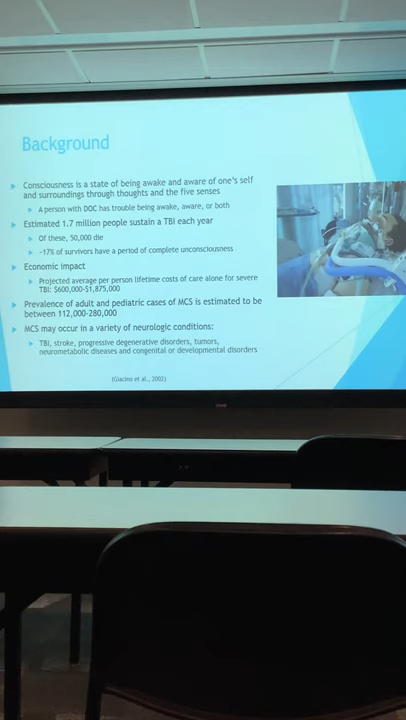 Background
Consciousness is a state of being awake and aware of one's self
and surroundings through thoughts and the five senses
A person with DOC has trouble being awake, aware, or both
Estimated 1.7 million people sustain a TBI each year
Of these, 50,000 die
~17% of survivors have a period of complete unconsciousness
Economic impact
Projected average per person lifetime costs of care alone for severe
TBI: $600,000-$1,875,000
Prevalence of adult and pediatric cases of MCS is estimated to be
between 112,000-280,000
MCS may occur in a variety of neurologic conditions:
TBI, stroke, progressive degenerative disorders, tumors,
neurometabolic diseases and congenital or developmental disorders
(Giacino et al., 2002)